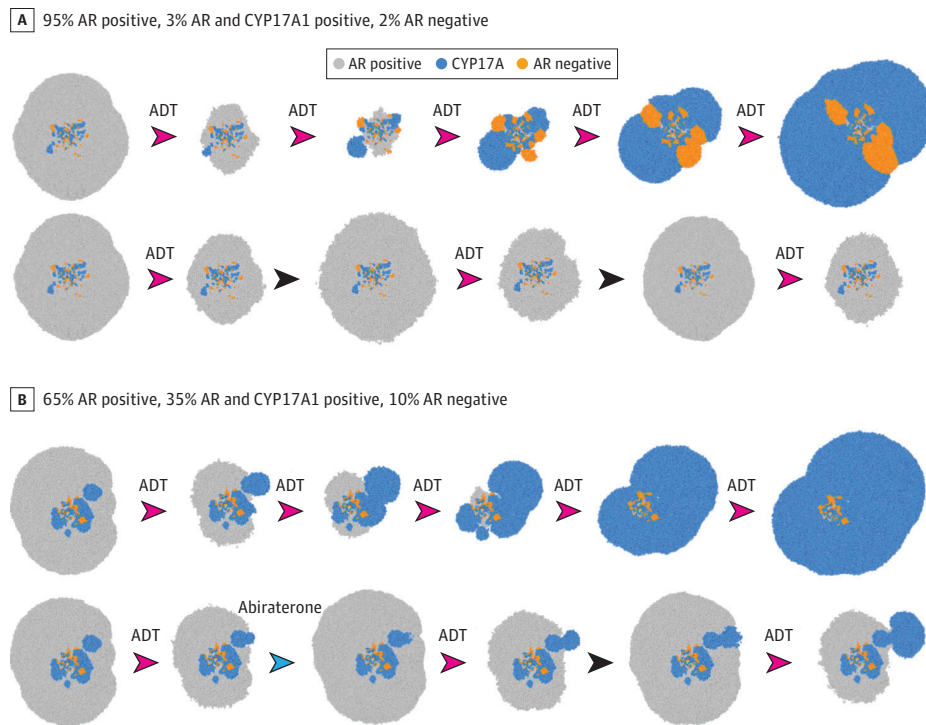 A 95% AR positive, 3% AR and CYP17A1 positive, 2% AR negative
AR positive CYP17A AR negative
ADT ADT ADT ADT ADT
ADT ADT ADT
B 65% AR positive, 35% AR and CYP17A1 positive, 10% AR negative
ADT ADT ADT ADT ADT
Abiraterone
ADT ADT ADT